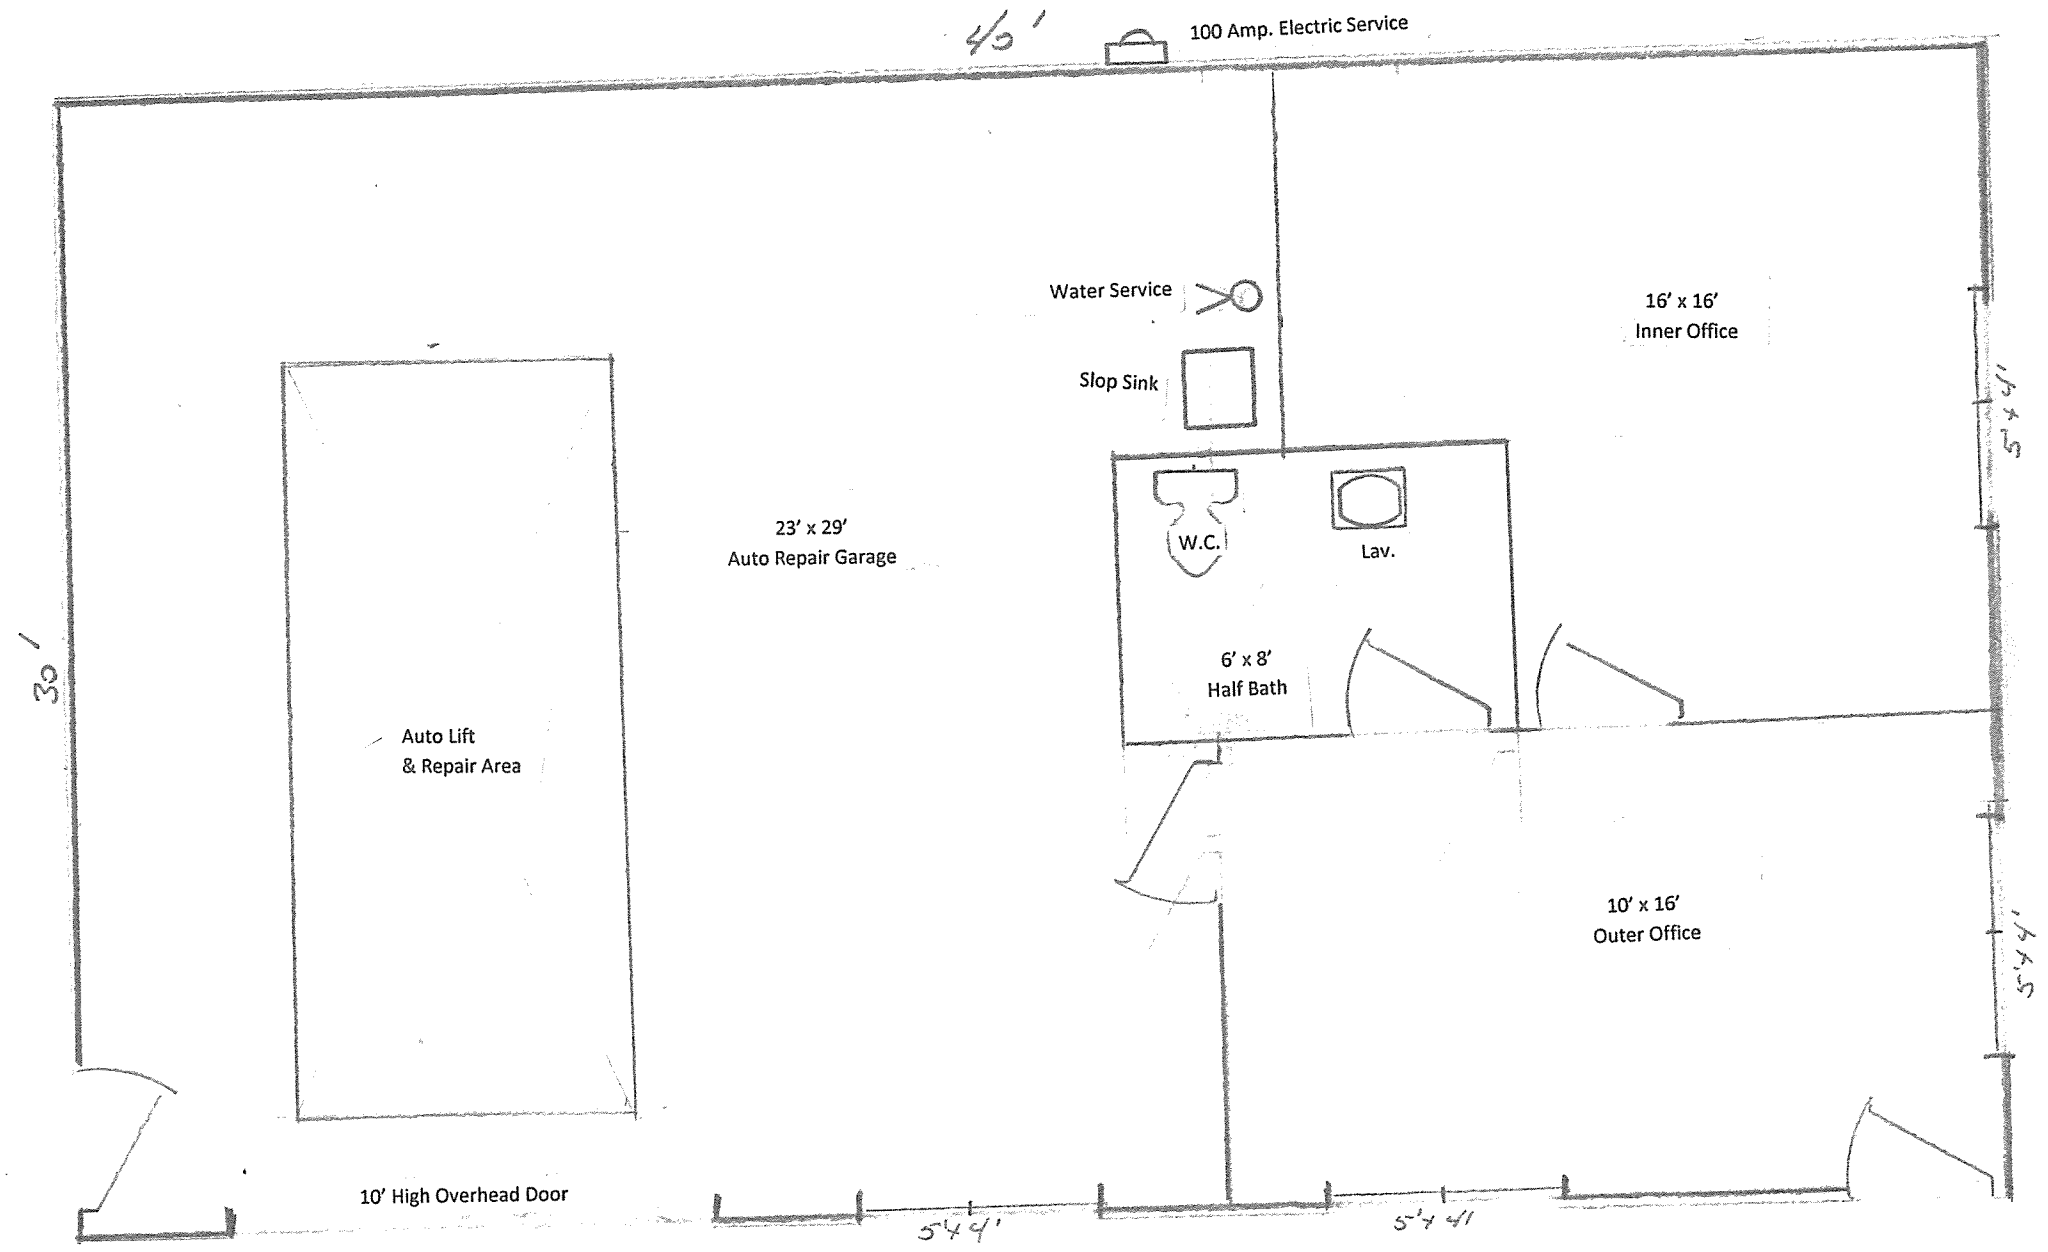 40'
100 Amp. Electric Service
Water Service
16' x 16'
Inner Office
Slop Sink
5' x 4'
23' x 29'
Auto Repair Garage
W.C.
Lav.
30'
6' x 8'
Half Bath
Auto Lift
& Repair Area
10' x 16'
Outer Office
5' x 4'
10' High Overhead Door
5' x 4'
5' x 4'